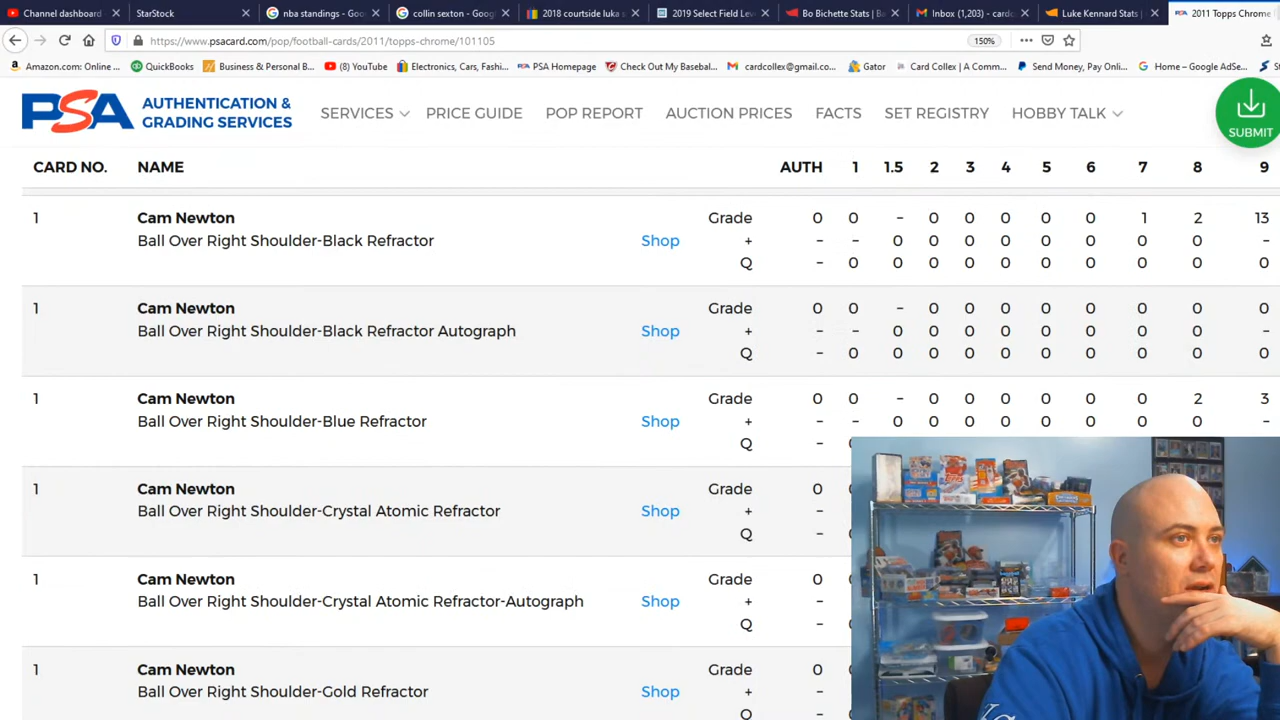 Channel dashboard × StarStock × nba standings - Goo × collin sexton - Googl × 2018 courtside luka × 2019 Select Field Lev × Bo Bichette Stats | B × Inbox (1,203) - cardc × Luke Kennard Stats × 2011 Topps Chrome
https://www.psacard.com/pop/football-cards/2011/topps-chrome/101105 150%
Amazon.com: Online ... QuickBooks Business & Personal B... (8) YouTube Electronics, Cars, Fashi... PSA Homepage Check Out My Basebal... cardcollex@gmail.co... Gator Card Collex | A Comm... Send Money, Pay Onli... Home – Google AdSe...
PSA AUTHENTICATION & GRADING SERVICES SERVICES PRICE GUIDE POP REPORT AUCTION PRICES FACTS SET REGISTRY HOBBY TALK SUBMIT
CARD NO. NAME AUTH 1 1.5 2 3 4 5 6 7 8 9
1 Cam Newton Grade 0 0 – 0 0 0 0 0 1 2 13
Ball Over Right Shoulder-Black Refractor Shop + – – 0 0 0 0 0 0 0 0 –
Q – 0 0 0 0 0 0 0 0 0 0
1 Cam Newton Grade 0 0 – 0 0 0 0 0 0 0 0
Ball Over Right Shoulder-Black Refractor Autograph Shop + – – 0 0 0 0 0 0 0 0 –
Q – 0 0 0 0 0 0 0 0 0 0
1 Cam Newton Grade 0 0 – 0 0 0 0 0 0 2 3
Ball Over Right Shoulder-Blue Refractor Shop + – – 0 0 0 0 0 0 0 0 –
Q –
1 Cam Newton Grade 0
Ball Over Right Shoulder-Crystal Atomic Refractor Shop + –
Q –
1 Cam Newton Grade 0
Ball Over Right Shoulder-Crystal Atomic Refractor-Autograph Shop + –
Q –
1 Cam Newton Grade 0
Ball Over Right Shoulder-Gold Refractor Shop + –
Q –